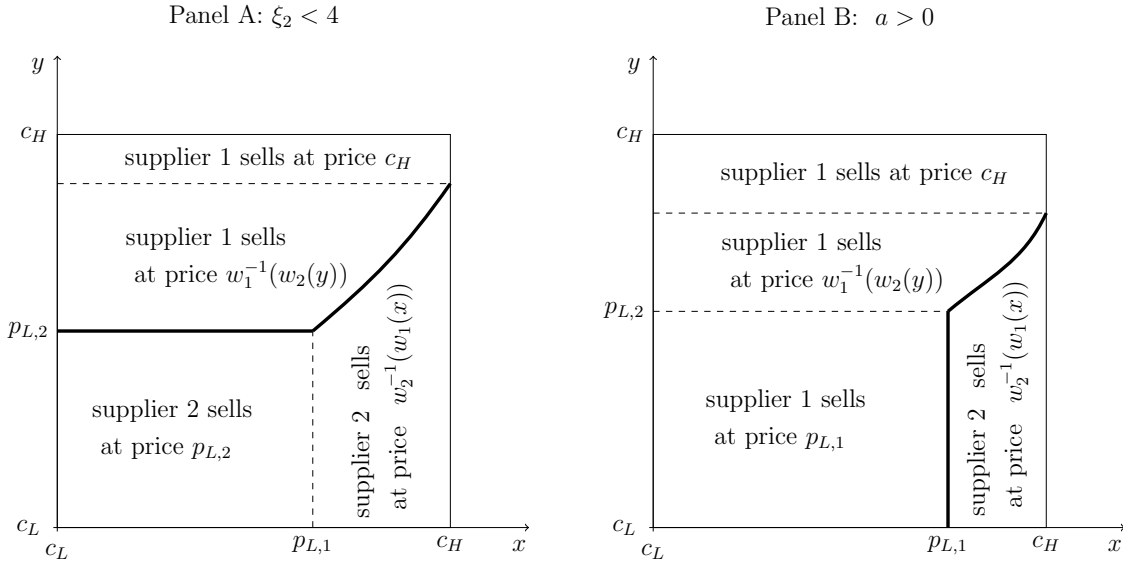 Panel A: ξ₂ < 4
y
c_H
supplier 1 sells at price c_H
supplier 1 sells
at price w₁⁻¹(w₂(y))
p_{L,2}
supplier 2 sells
at price p_{L,2}
supplier 2 sells
at price w₂⁻¹(w₁(x))
c_L
c_L
p_{L,1}
c_H
x
Panel B: a > 0
y
c_H
supplier 1 sells at price c_H
supplier 1 sells
at price w₁⁻¹(w₂(y))
p_{L,2}
supplier 1 sells
at price p_{L,1}
supplier 2 sells
at price w₂⁻¹(w₁(x))
c_L
c_L
p_{L,1}
c_H
x